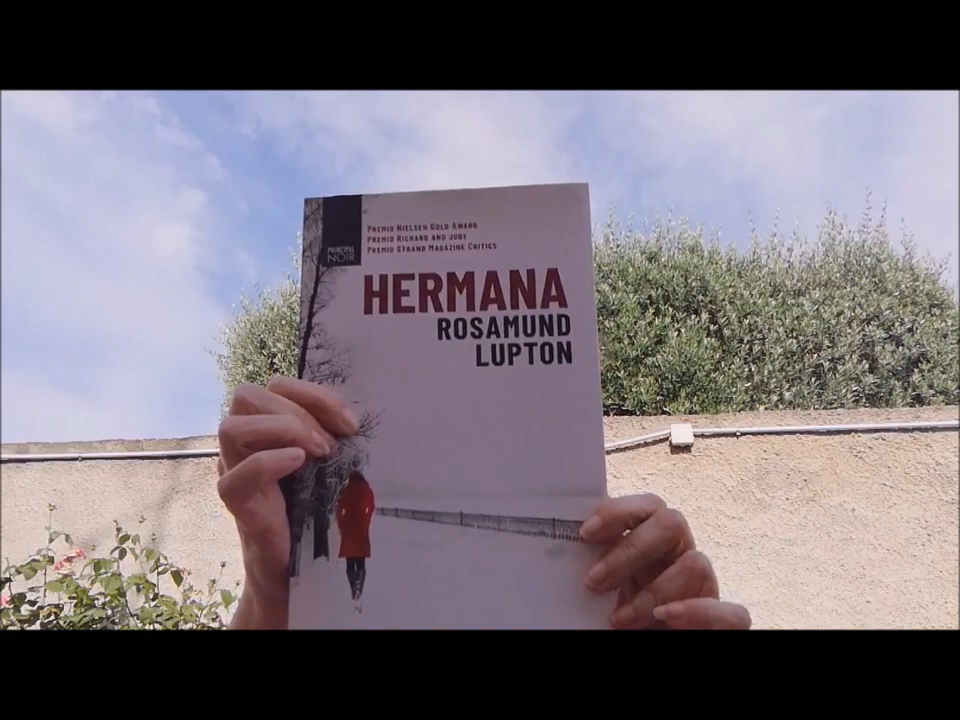 PREMIO NIELSEN GOLD AWARD
PREMIO RICHARD AND JUDY
PREMIO STRAND MAGAZINE CRITICS
PRINCIPAL
NOIR
HERMANA
ROSAMUND
LUPTON